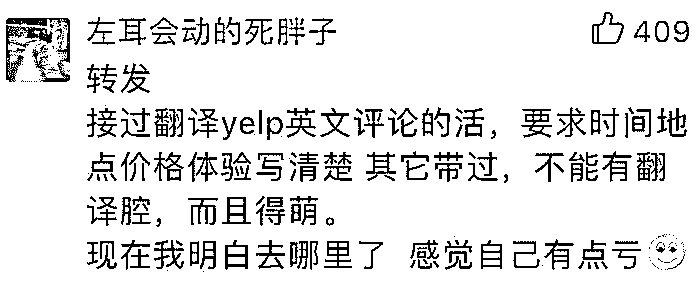 左耳会动的死胖子
409
转发
接过翻译yelp英文评论的活，要求时间地
点价格体验写清楚 其它带过，不能有翻
译腔，而且得萌。
现在我明白去哪里了 感觉自己有点亏